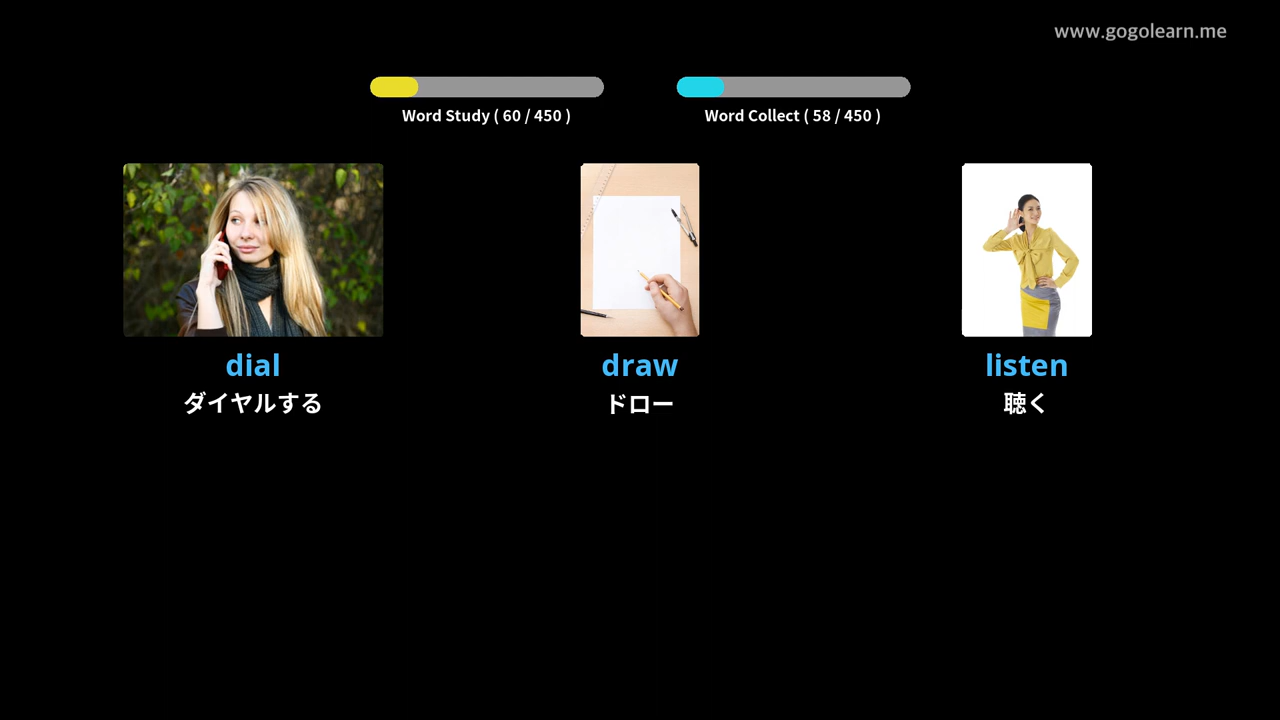 www.gogolearn.me
Word Study ( 60 / 450 )
Word Collect ( 58 / 450 )
dial
ダイヤルする
draw
ドロー
listen
聴く